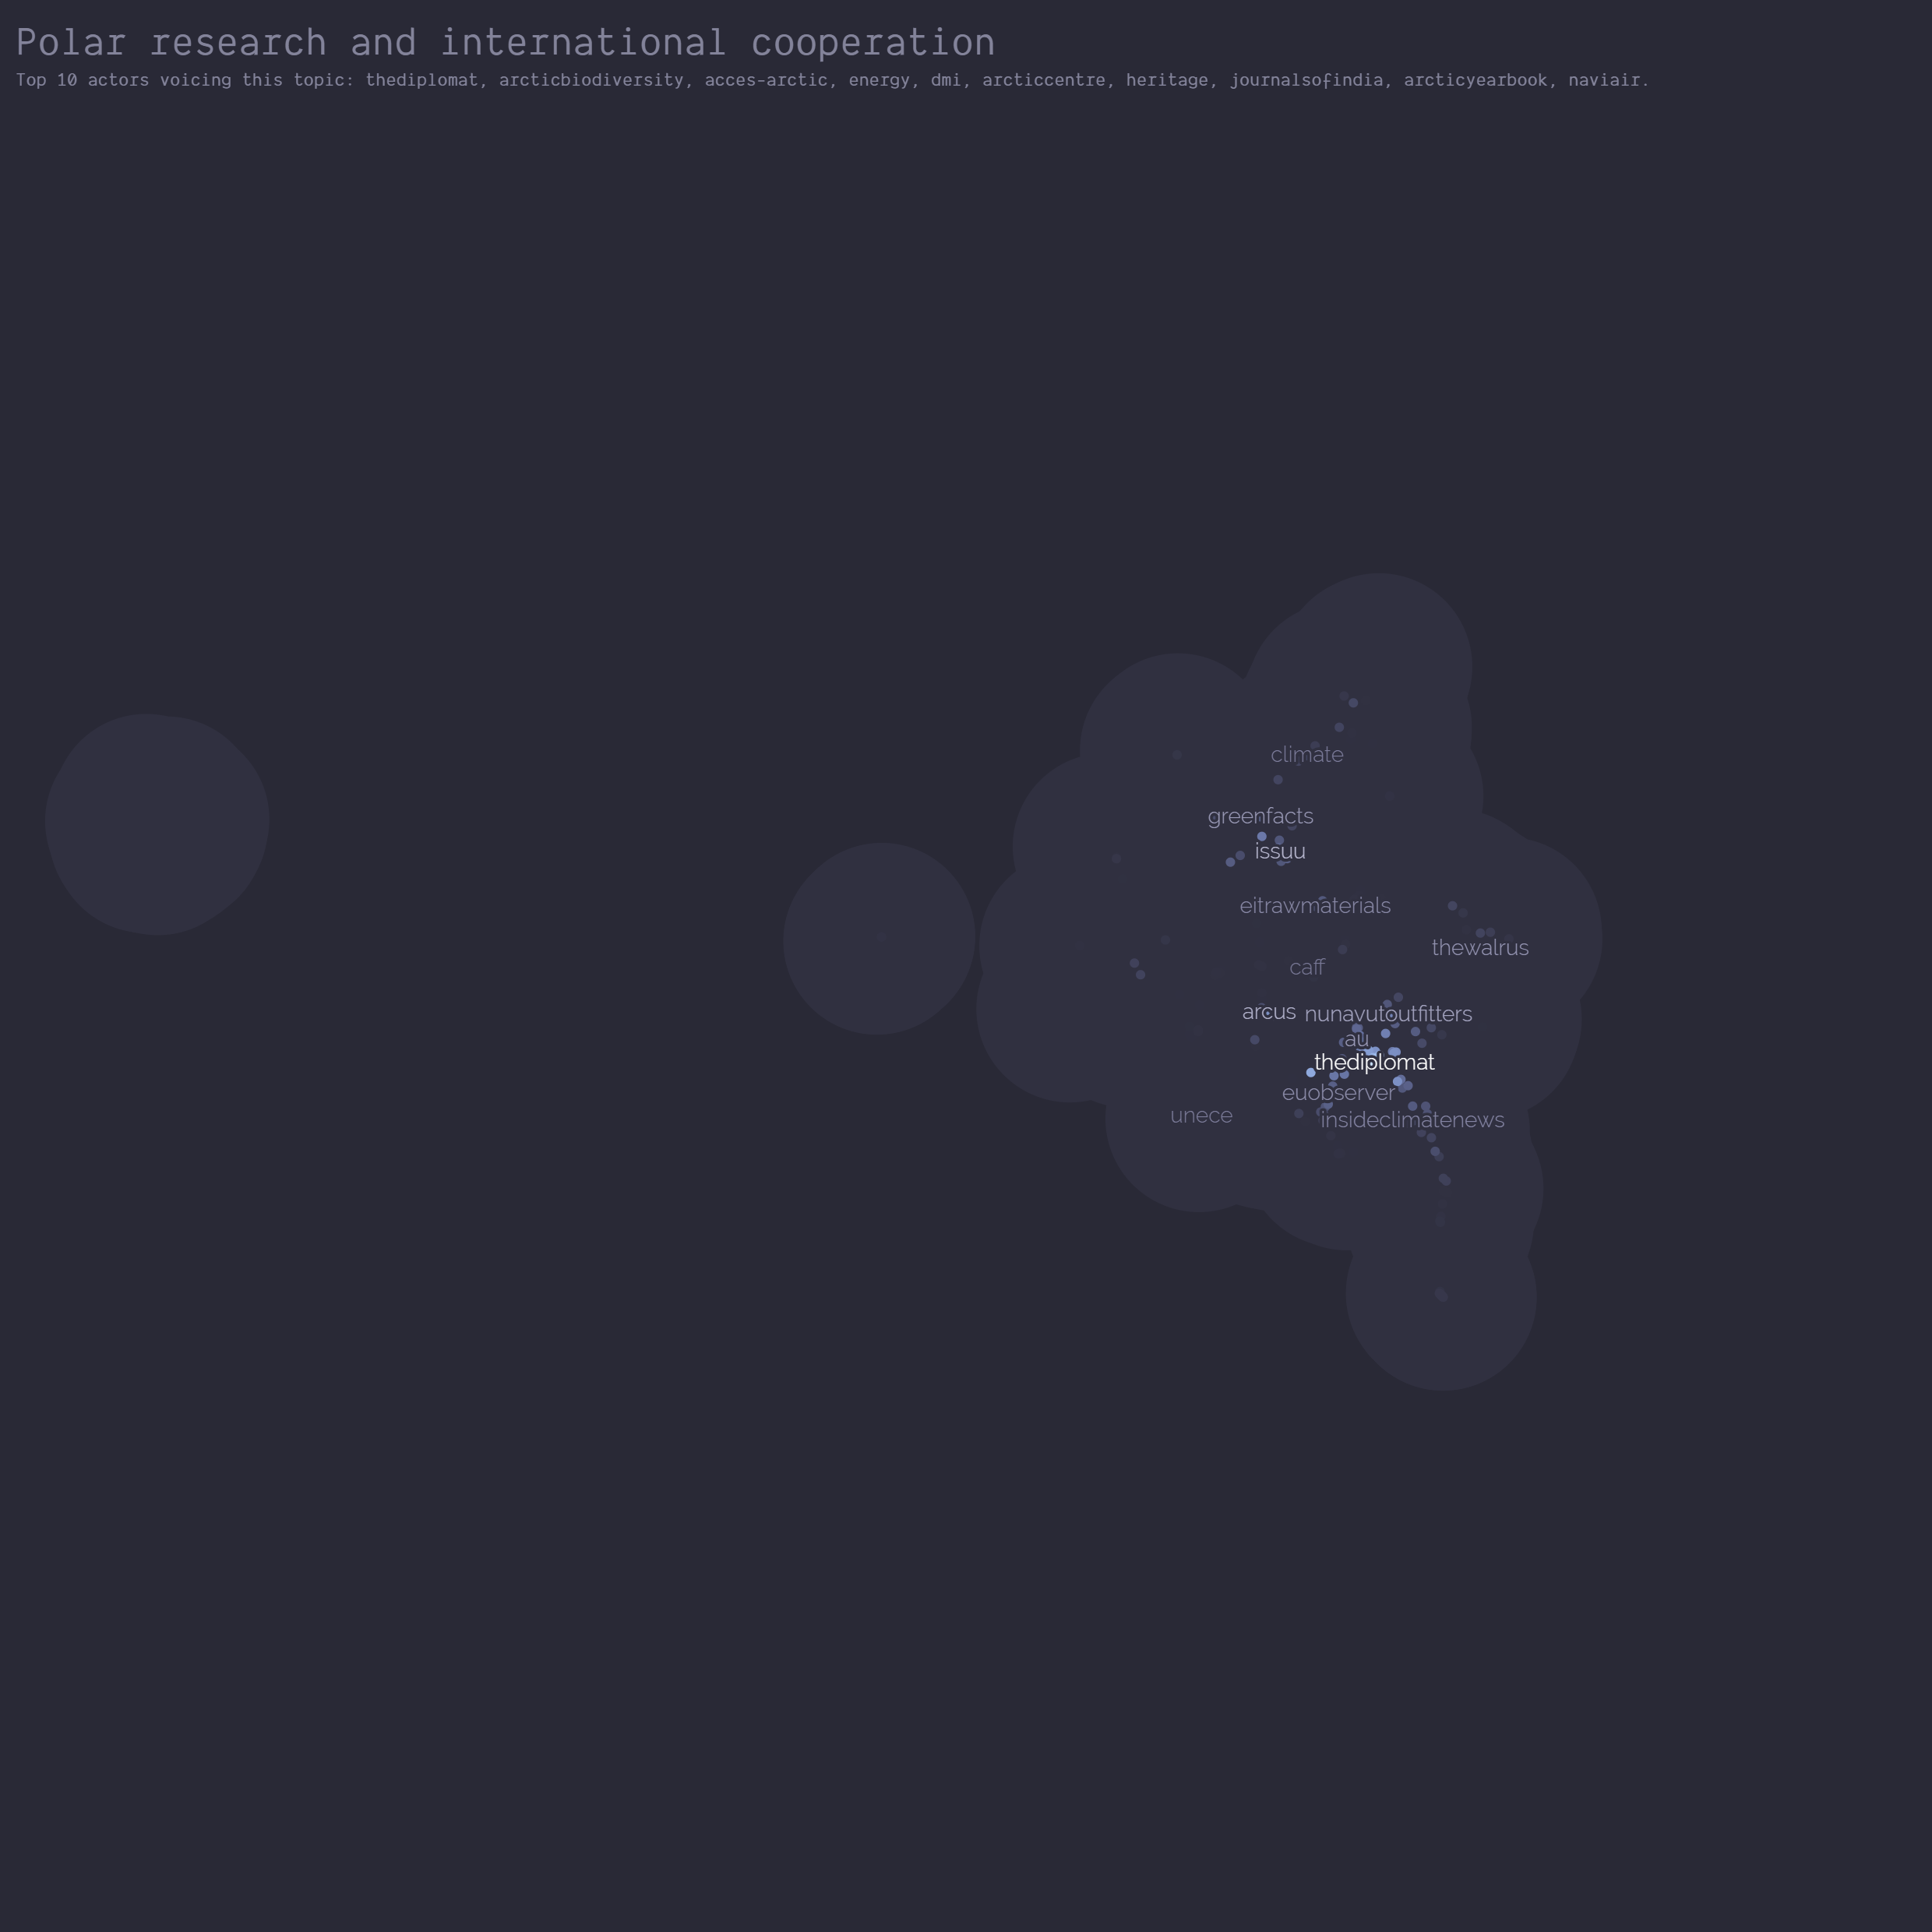 Polar research and international cooperation
Top 10 actors voicing this topic: thediplomat, arcticbiodiversity, acces-arctic, energy, dmi, arcticcentre, heritage, journalsofindia, arcticyearbook, naviair.
climate
greenfacts
issuu
eitrawmaterials
thewalrus
caff
arcus
nunavutoutfitters
au
thediplomat
euobserver
unece
insideclimatenews